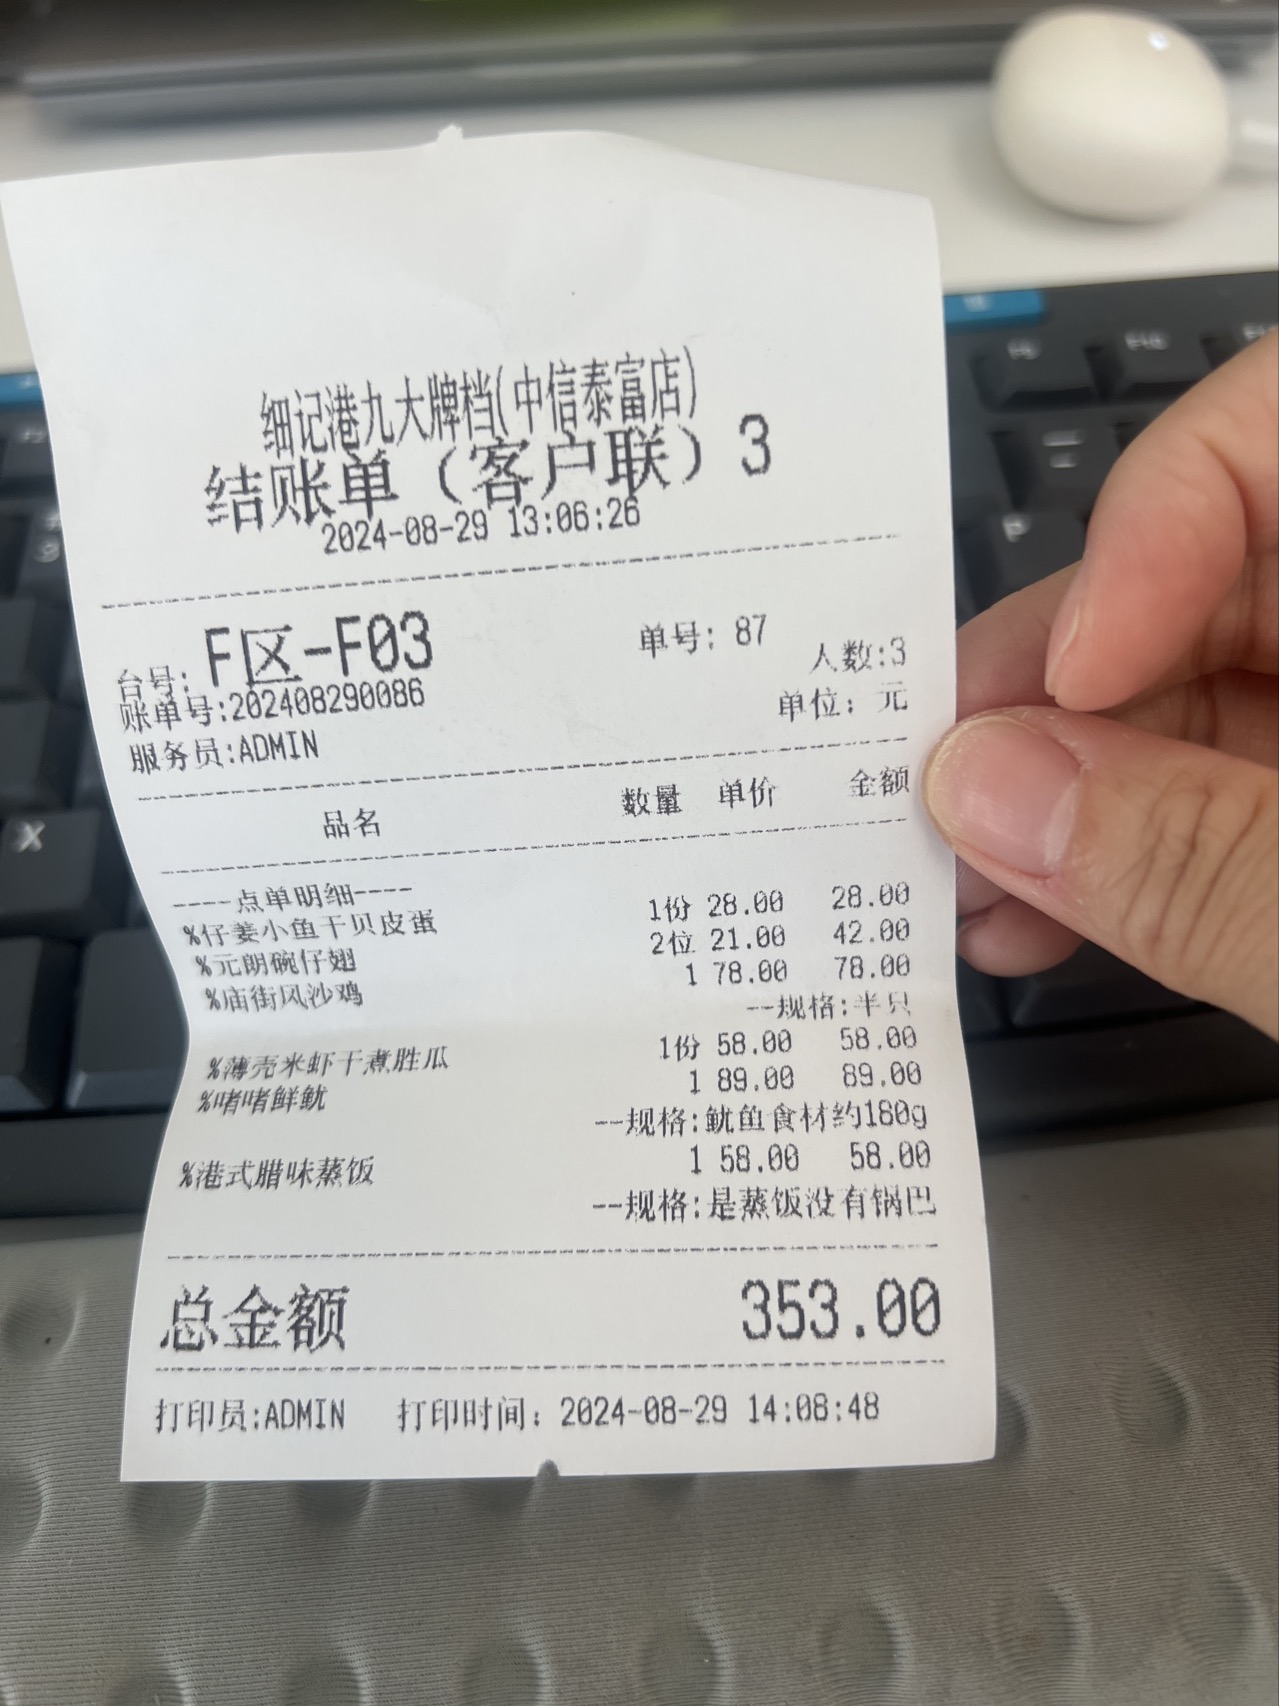 细记港九大牌档(中信泰富店)
结账单（客户联）3
2024-08-29 13:06:26
台号: F区-F03 单号: 87
人数:3
账单号:202408290086 单位: 元
服务员:ADMIN
品名 数量 单价 金额
----点单明细----
%仔姜小鱼干贝皮蛋 1份 28.00 28.00
%元朗碗仔翅 2位 21.00 42.00
%庙街风沙鸡 1 78.00 78.00
--规格:半只
%薄壳米虾干煮胜瓜 1份 58.00 58.00
%啫啫鲜鱿 1 89.00 89.00
--规格:鱿鱼食材约180g
%港式腊味蒸饭 1 58.00 58.00
--规格:是蒸饭没有锅巴
总金额 353.00
打印员:ADMIN 打印时间: 2024-08-29 14:08:48
X
P